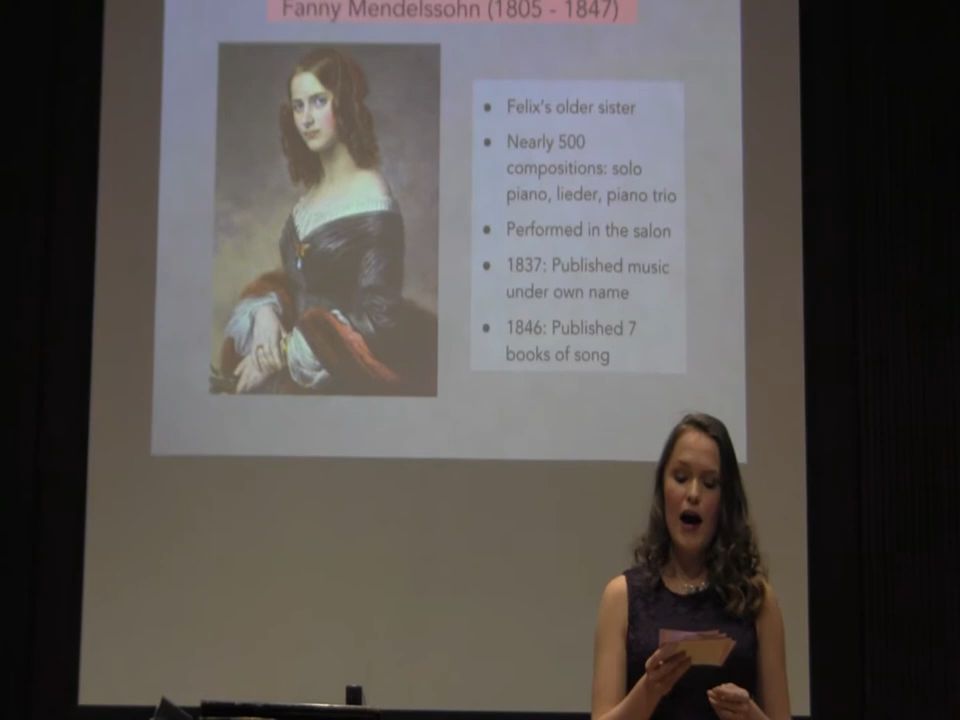 Fanny Mendelssohn (1805 - 1847)
• Felix's older sister
• Nearly 500
compositions: solo
piano, lieder, piano trio
• Performed in the salon
• 1837: Published music
under own name
• 1846: Published 7
books of song